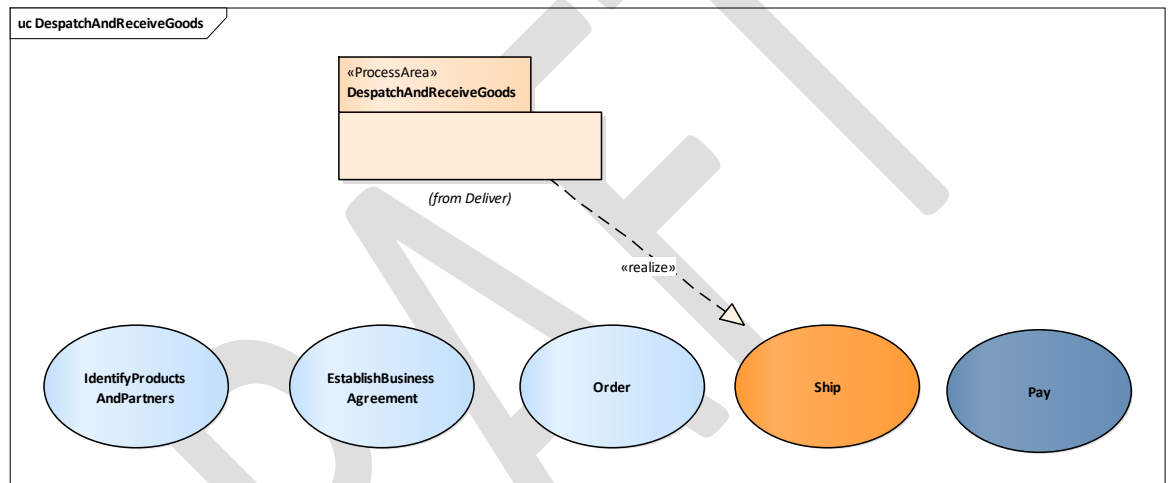 uc DespatchAndReceiveGoods
«ProcessArea»
DespatchAndReceiveGoods
(from Deliver)
«realize»
IdentifyProducts
AndPartners
EstablishBusiness
Agreement
Order
Ship
Pay